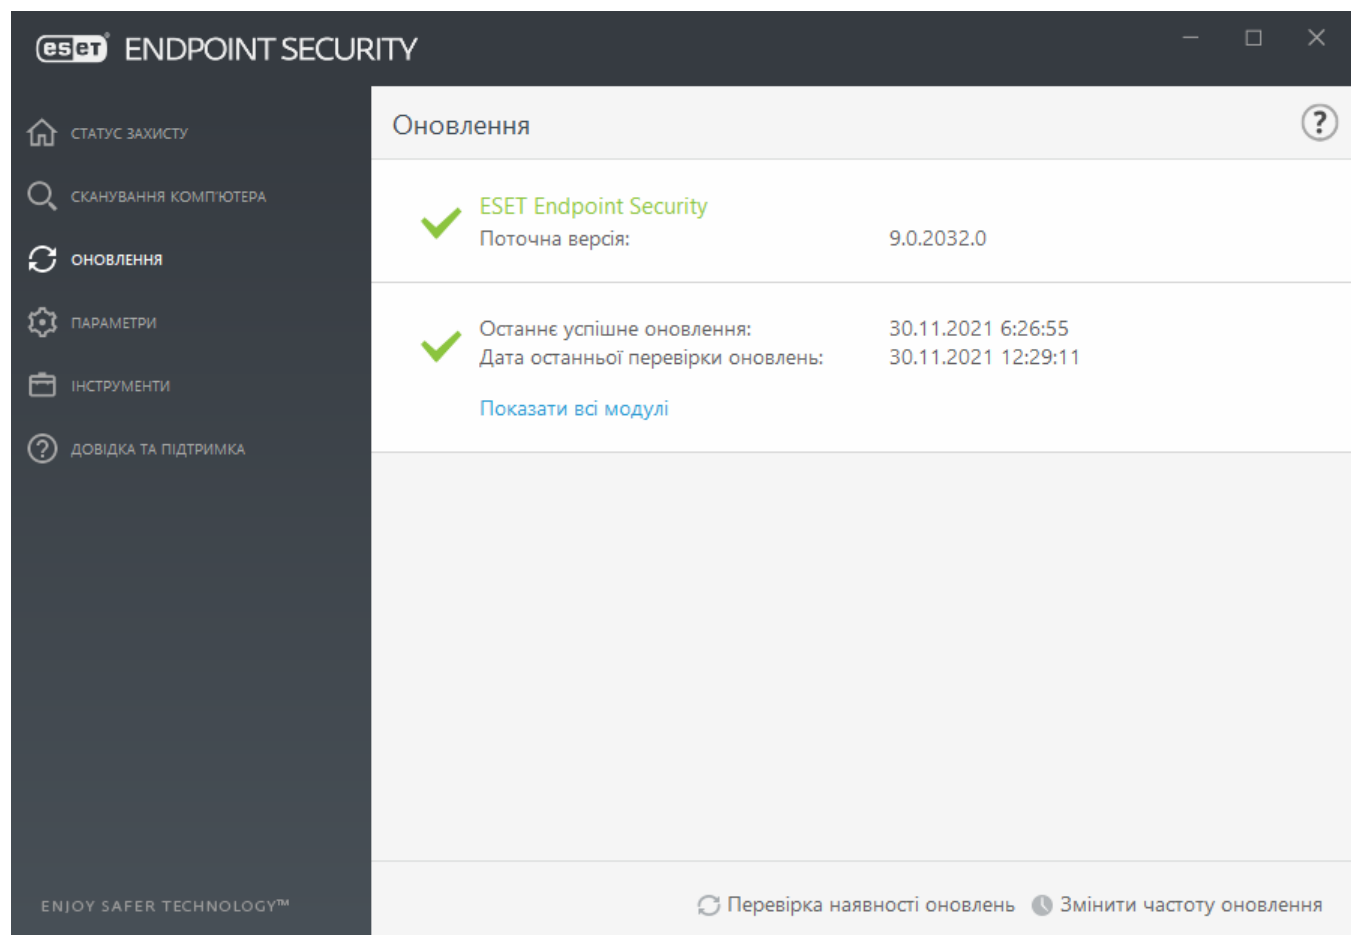 eset ENDPOINT SECURITY
СТАТУС ЗАХИСТУ
СКАНУВАННЯ КОМП'ЮТЕРА
ОНОВЛЕННЯ
ПАРАМЕТРИ
ІНСТРУМЕНТИ
ДОВІДКА ТА ПІДТРИМКА
ENJOY SAFER TECHNOLOGY™
Оновлення ?
ESET Endpoint Security
Поточна версія: 9.0.2032.0
Останнє успішне оновлення: 30.11.2021 6:26:55
Дата останньої перевірки оновлень: 30.11.2021 12:29:11
Показати всі модулі
Перевірка наявності оновлень Змінити частоту оновлення